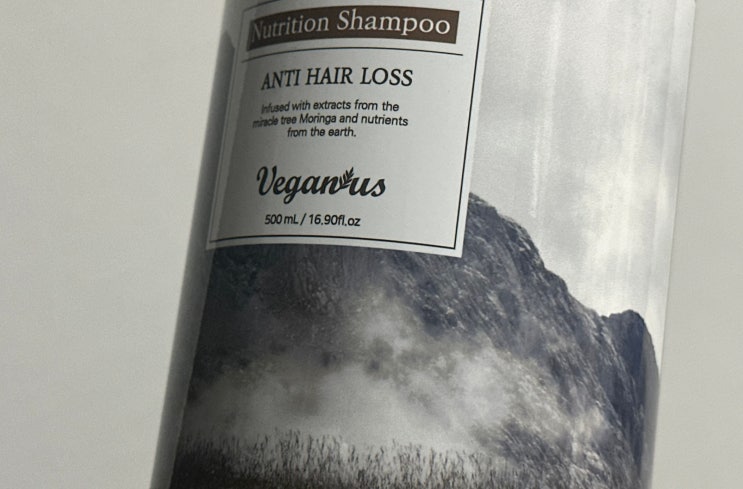 Nutrition Shampoo
ANTI HAIR LOSS
Infused with extracts from the
miracle tree Moringa and nutrients
from the earth.
Veganus
500 mL / 16.90fl.oz